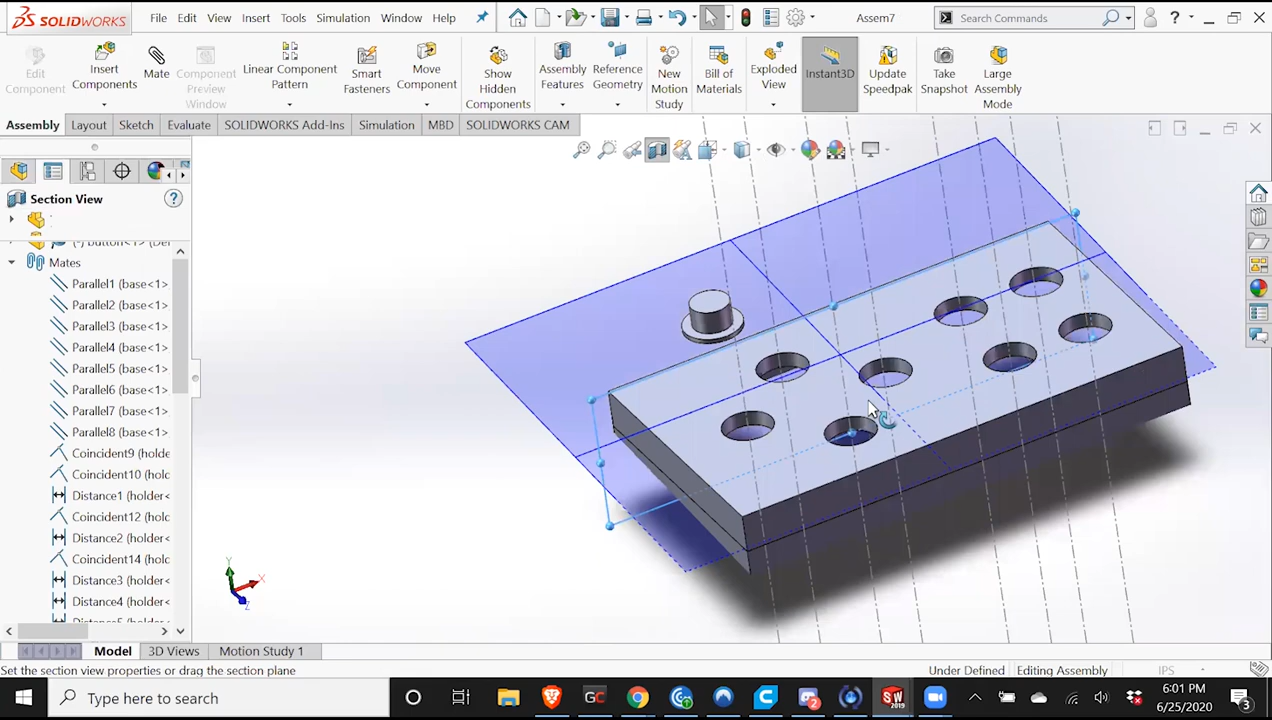 SOLIDWORKS File Edit View Insert Tools Simulation Window Help Assem7 Search Commands ?
Edit Component
Insert Components
Mate
Component Preview Window
Linear Component Pattern
Smart Fasteners
Move Component
Show Hidden Components
Assembly Features
Reference Geometry
New Motion Study
Bill of Materials
Exploded View
Instant3D
Update Speedpak
Take Snapshot
Large Assembly Mode
Assembly Layout Sketch Evaluate SOLIDWORKS Add-Ins Simulation MBD SOLIDWORKS CAM
Section View ?
Mates
Parallel1 (base<1>
Parallel2 (base<1>
Parallel3 (base<1>
Parallel4 (base<1>
Parallel5 (base<1>
Parallel6 (base<1>
Parallel7 (base<1>
Parallel8 (base<1>
Coincident9 (holde
Coincident10 (hold
Distance1 (holder<
Coincident12 (holc
Distance2 (holder<
Coincident14 (holc
Distance3 (holder<
Distance4 (holder<
Y
X
Z
Model 3D Views Motion Study 1
Set the section view properties or drag the section plane Under Defined Editing Assembly IPS -
Type here to search
GC
SW
2019
2
6:01 PM
6/25/2020
3